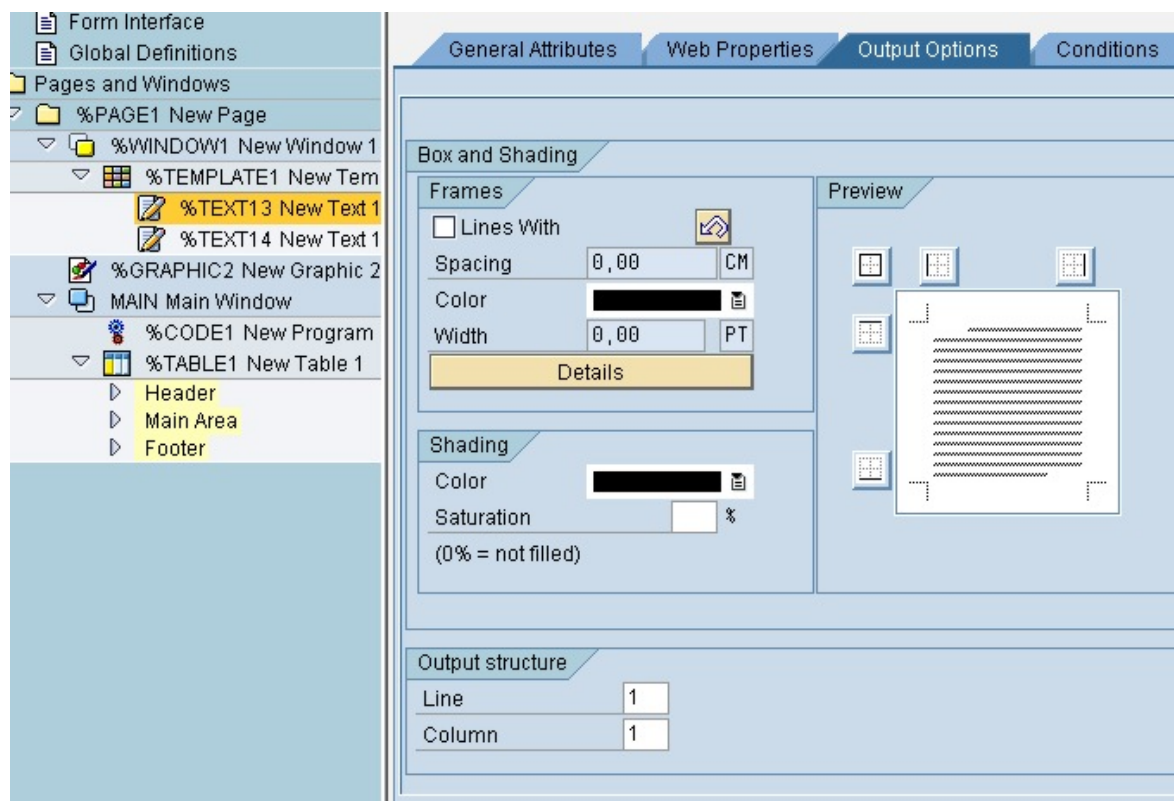 Form Interface
Global Definitions
Pages and Windows
%PAGE1 New Page
%WINDOW1 New Window 1
%TEMPLATE1 New Tem
%TEXT13 New Text 1
%TEXT14 New Text 1
%GRAPHIC2 New Graphic 2
MAIN Main Window
%CODE1 New Program
%TABLE1 New Table 1
Header
Main Area
Footer
General Attributes Web Properties Output Options Conditions
Box and Shading
Frames
Lines With
Spacing 0,00 CM
Color
Width 0,00 PT
Details
Preview
Shading
Color
Saturation %
(0% = not filled)
Output structure
Line 1
Column 1